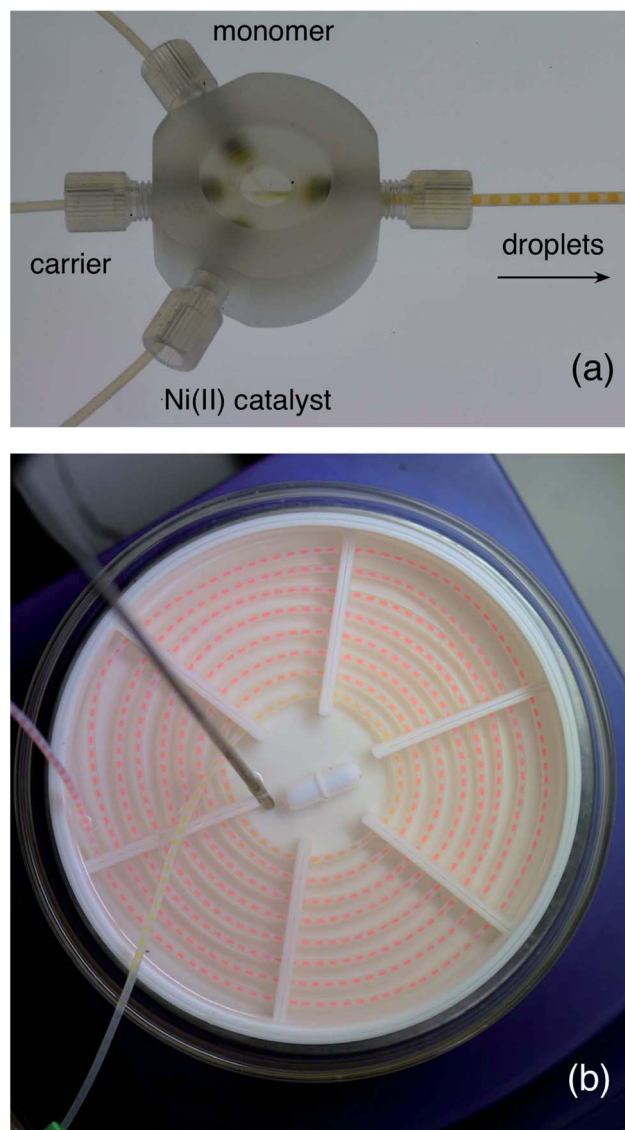 monomer
carrier
droplets
Ni(II) catalyst
(a)
(b)